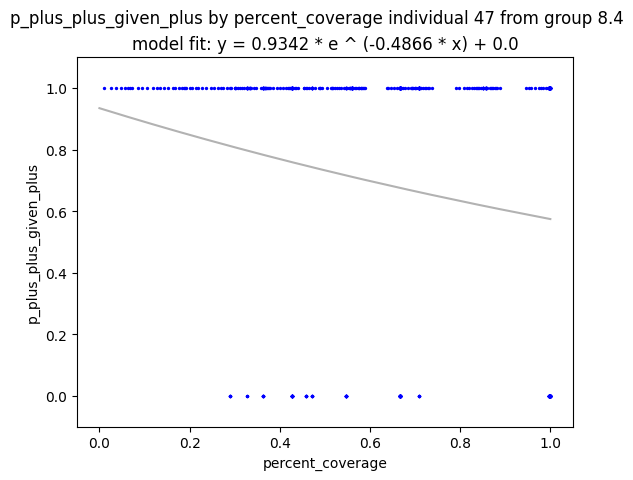 p_plus_plus_given_plus by percent_coverage individual 47 from group 8.4
model fit: y = 0.9342 * e ^ (-0.4866 * x) + 0.0
p_plus_plus_given_plus
1.0
0.8
0.6
0.4
0.2
0.0
0.0 0.2 0.4 0.6 0.8 1.0
percent_coverage